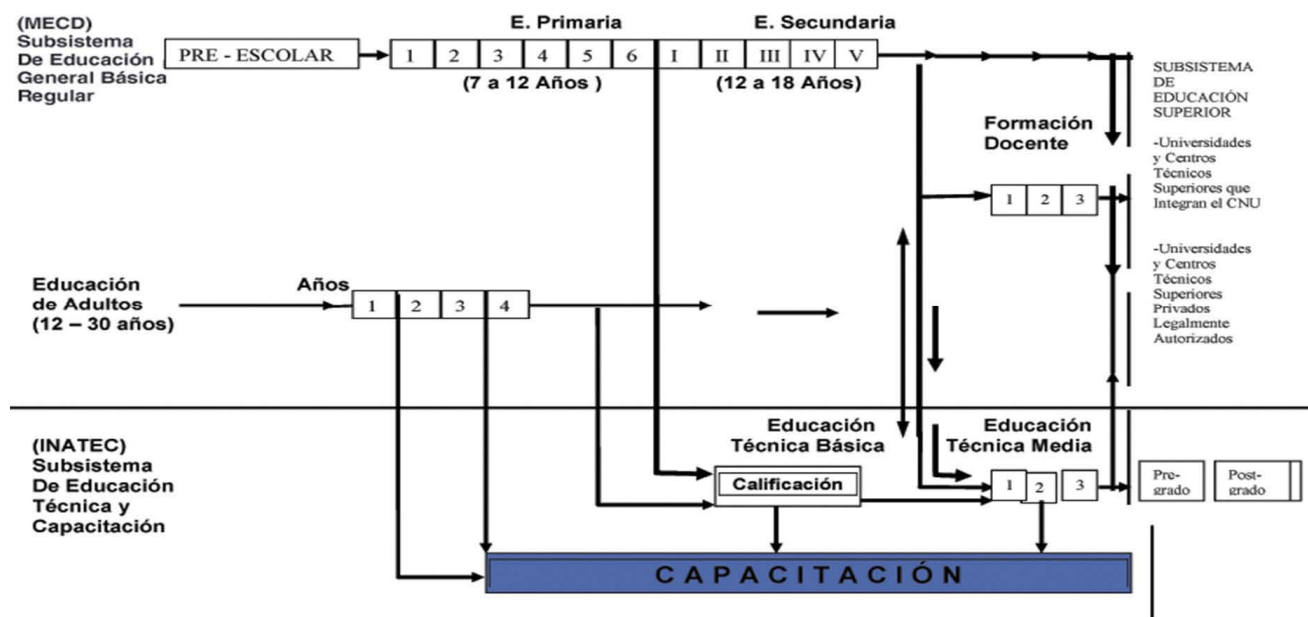 (MECD)
Subsistema
De Educación
General Básica
Regular
PRE - ESCOLAR
E. Primaria
1 2 3 4 5 6
(7 a 12 Años )
E. Secundaria
I II III IV V
(12 a 18 Años)
SUBSISTEMA
DE
EDUCACIÓN
SUPERIOR
-Universidades
y Centros
Técnicos
Superiores que
Integran el CNU
-Universidades
y Centros
Técnicos
Superiores
Privados
Legalmente
Autorizados
Formación
Docente
1 2 3
Educación
de Adultos
(12 – 30 años)
Años
1 2 3 4
(INATEC)
Subsistema
De Educación
Técnica y
Capacitación
Educación
Técnica Básica
Calificación
Educación
Técnica Media
1 2 3
Pre-
grado
Post-
grado
CAPACITACIÓN